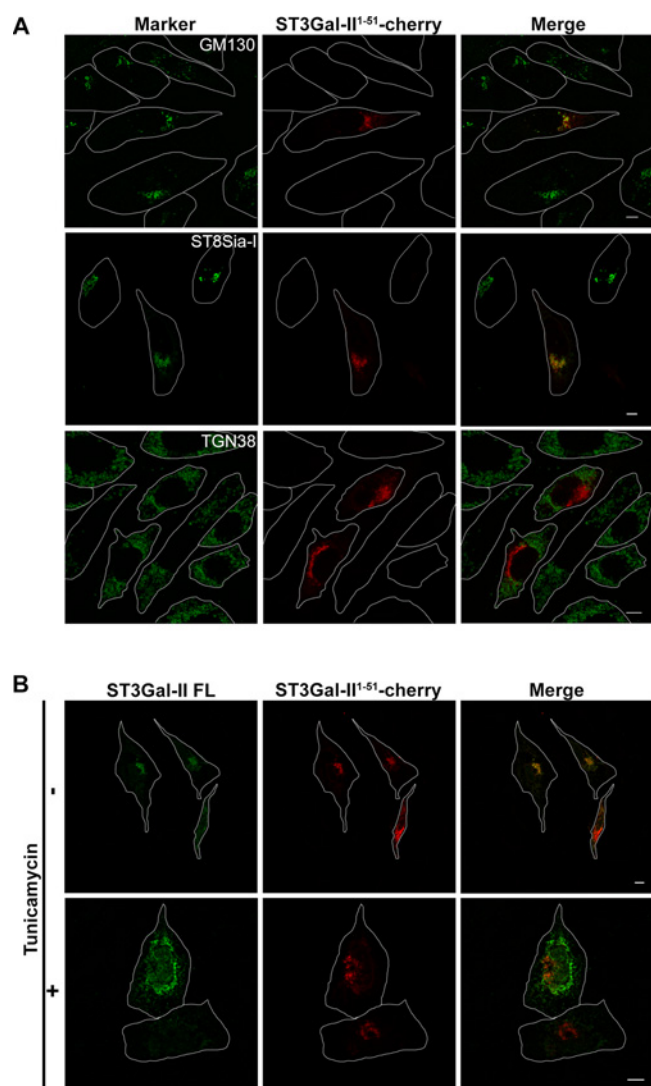 A
Marker ST3Gal-II¹⁻⁵¹-cherry Merge
GM130
ST8Sia-I
TGN38
B
ST3Gal-II FL ST3Gal-II¹⁻⁵¹-cherry Merge
Tunicamycin
-
+